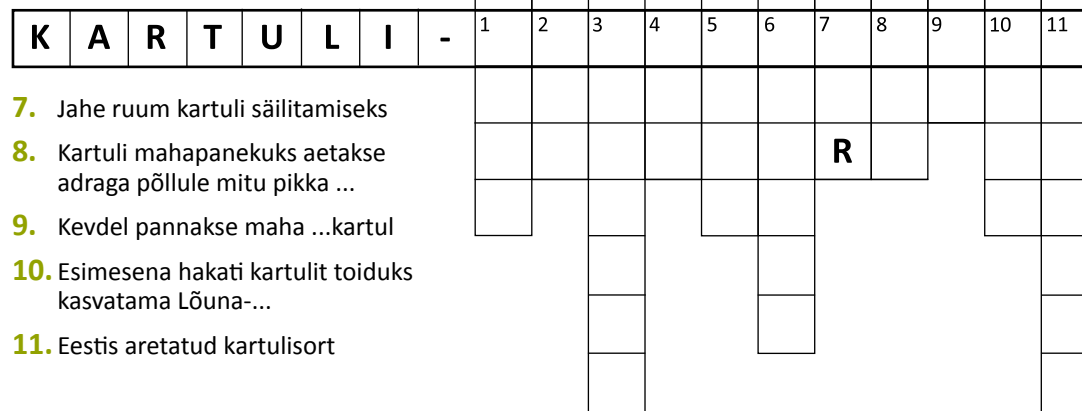 K A R T U L I - 1 2 3 4 5 6 7 8 9 10 11
7. Jahe ruum kartuli säilitamiseks
8. Kartuli mahapanekuks aetakse
adraga põllule mitu pikka ...
R
9. Kevdel pannakse maha ...kartul
10. Esimesena hakati kartulit toiduks
kasvatama Lõuna-...
11. Eestis aretatud kartulisort